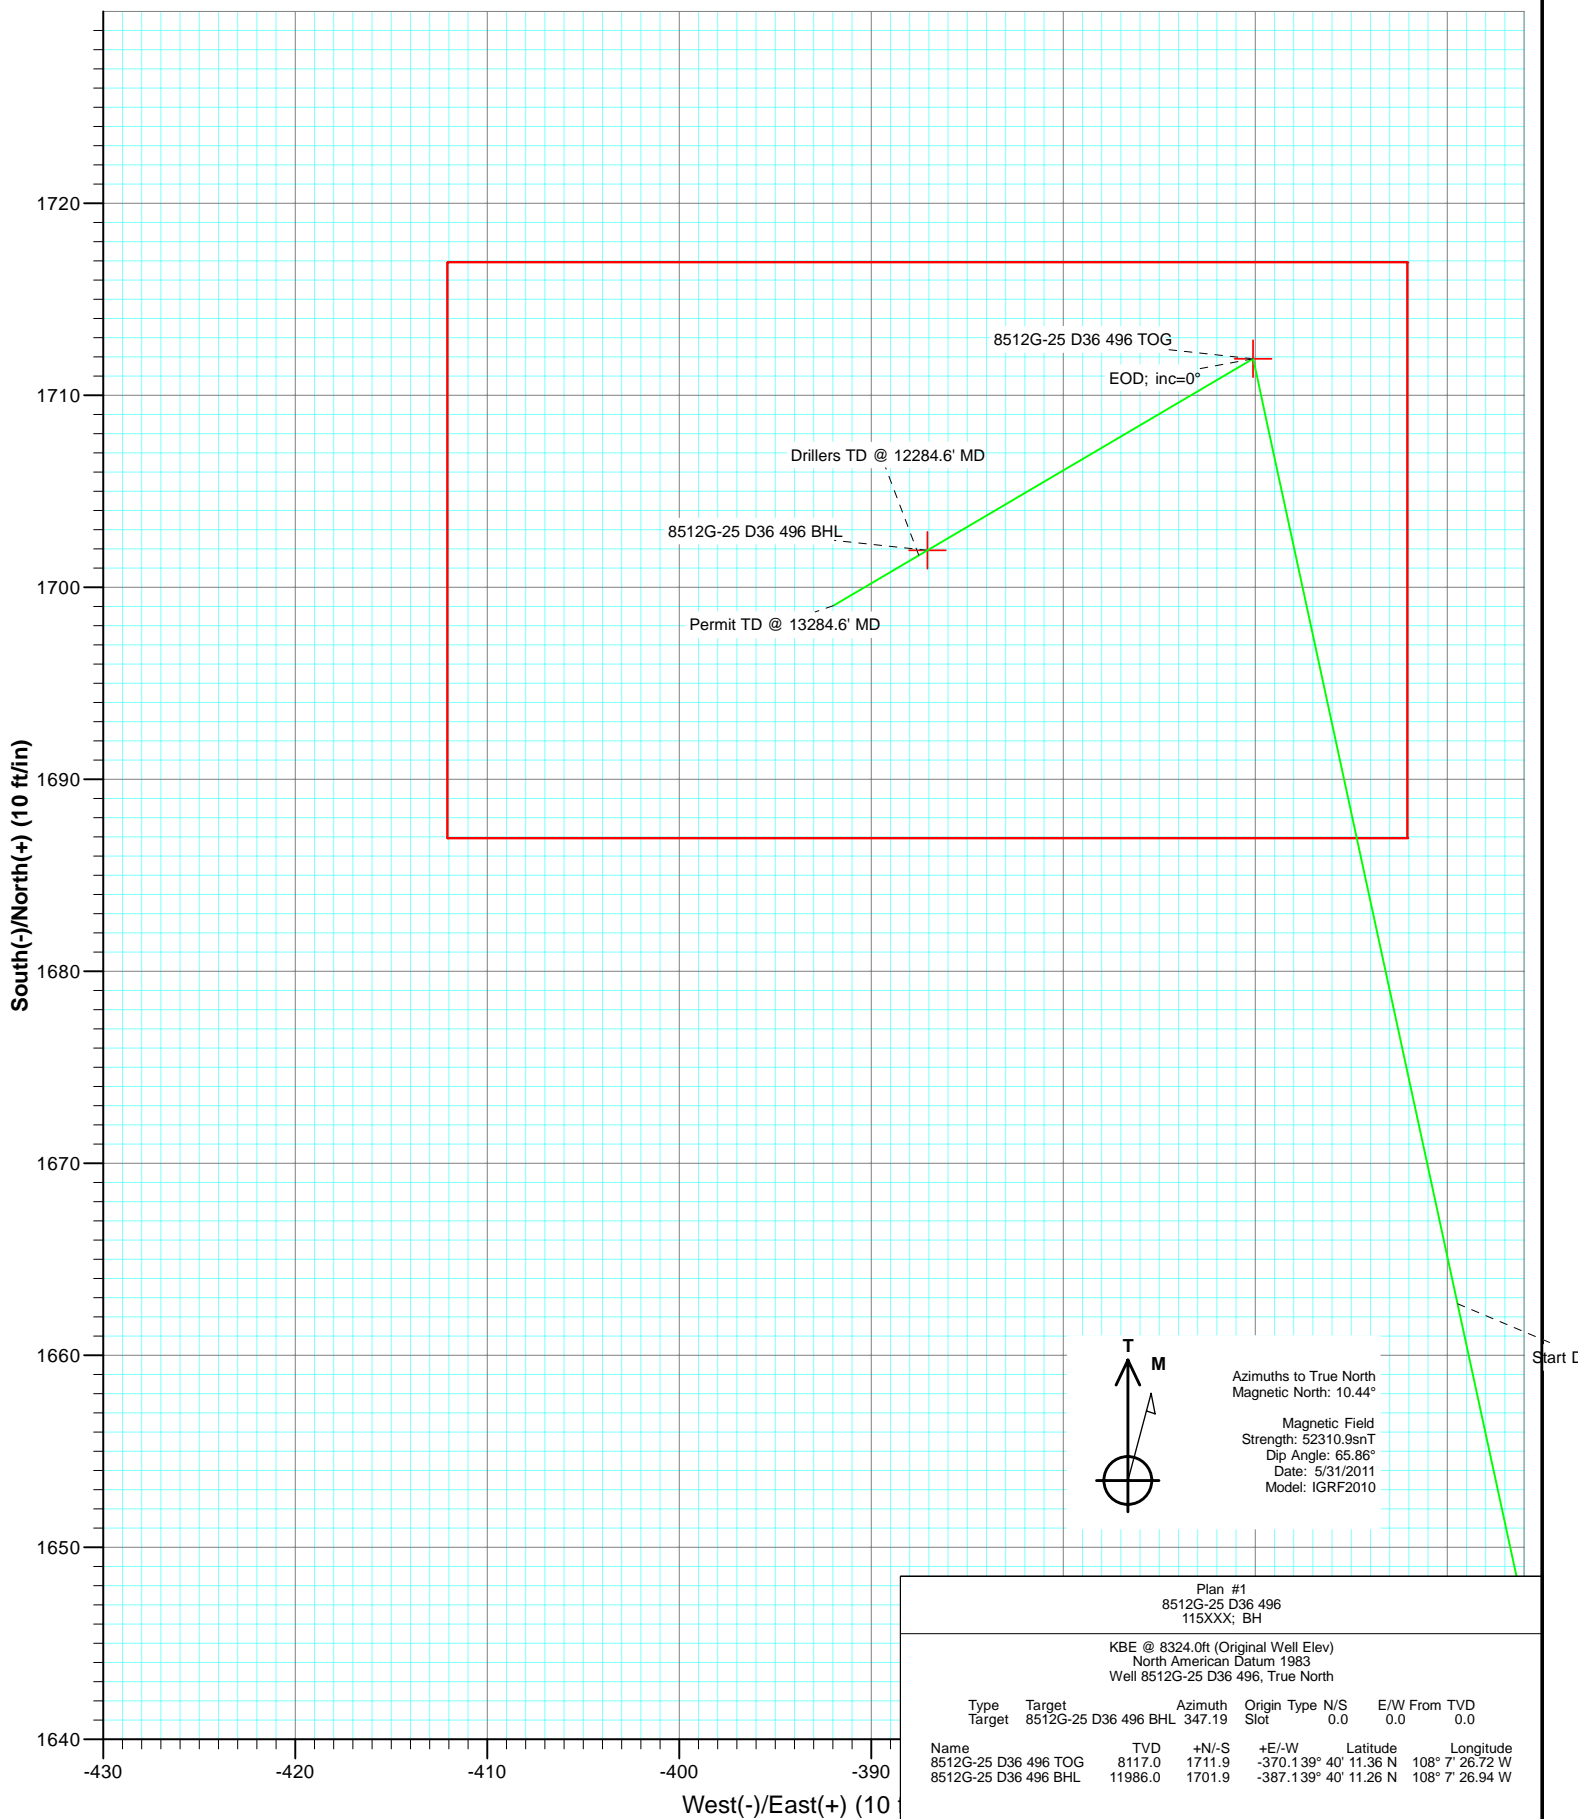 South(-)/North(+) (10 ft/in)
1720
1710
1700
1690
1680
1670
1660
1650
1640
8512G-25 D36 496 TOG
EOD; inc=0°
Drillers TD @ 12284.6' MD
8512G-25 D36 496 BHL
Permit TD @ 13284.6' MD
Start D
T
M
Azimuths to True North
Magnetic North: 10.44°
Magnetic Field
Strength: 52310.9snT
Dip Angle: 65.86°
Date: 5/31/2011
Model: IGRF2010
Plan #1
8512G-25 D36 496
115XXX; BH
KBE @ 8324.0ft (Original Well Elev)
North American Datum 1983
Well 8512G-25 D36 496, True North
Type Target Azimuth Origin Type N/S E/W From TVD
Target 8512G-25 D36 496 BHL 347.19 Slot 0.0 0.0 0.0
Name TVD +N/-S +E/-W Latitude Longitude
8512G-25 D36 496 TOG 8117.0 1711.9 -370.1 39° 40' 11.36 N 108° 7' 26.72 W
8512G-25 D36 496 BHL 11986.0 1701.9 -387.1 39° 40' 11.26 N 108° 7' 26.94 W
-430 -420 -410 -400 -390
West(-)/East(+) (10